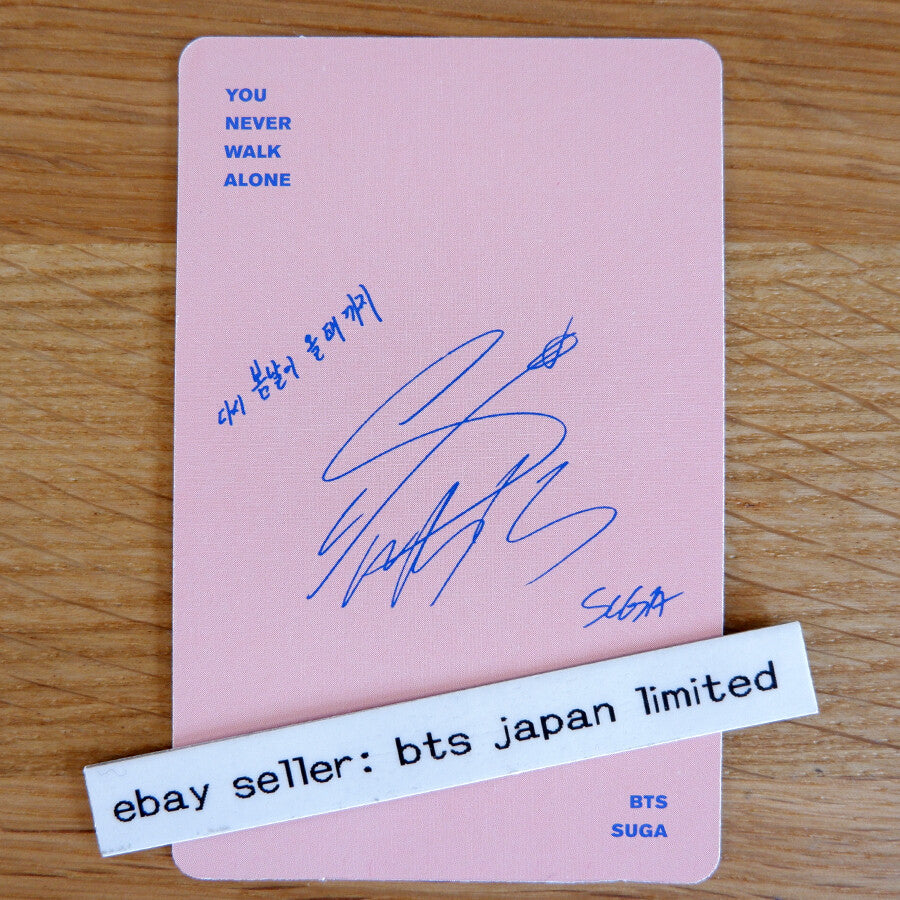 YOU
NEVER
WALK
ALONE
다시 봄날이 올 때까지
SUGA
ebay seller: bts japan limited
BTS
SUGA